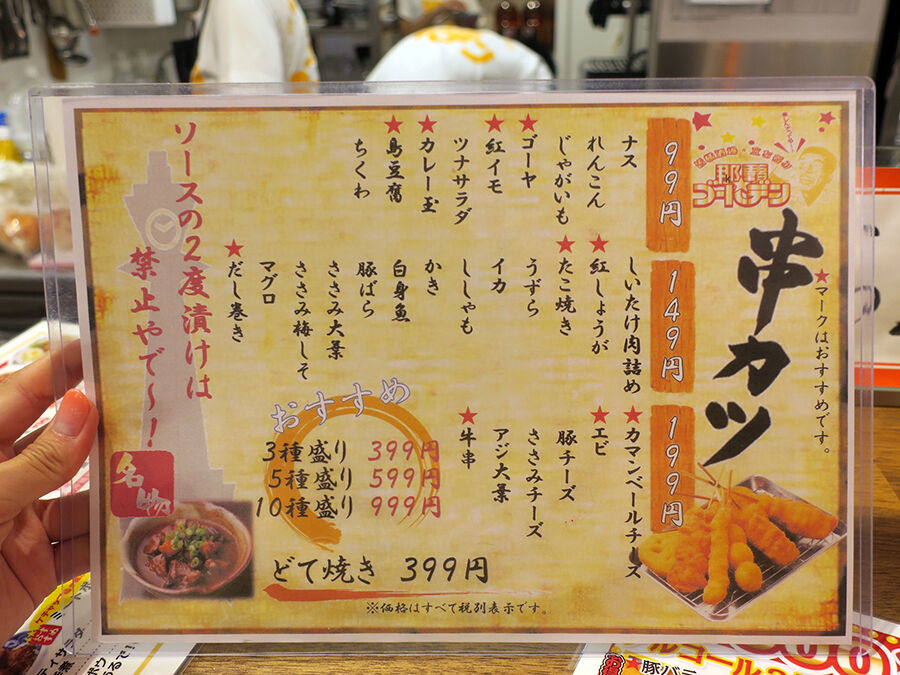 那覇
ゴールデン
串カツ
★マークはおすすめです。
99円
ナス
れんこん
じゃがいも
★ゴーヤ
★紅イモ
ツナサラダ
★カレー玉
★島豆腐
ちくわ
149円
しいたけ肉詰め
★紅しょうが
★たこ焼き
うずら
イカ
ししゃも
かき
白身魚
豚ばら
ささみ大葉
ささみ梅しそ
マグロ
★だし巻き
199円
★カマンベールチーズ
★エビ
豚チーズ
ささみチーズ
アジ大葉
★牛串
おすすめ
3種盛り 399円
5種盛り 599円
10種盛り 999円
どて焼き 399円
※価格はすべて税別表示です。
ソースの2度漬けは
禁止やで～！
名物